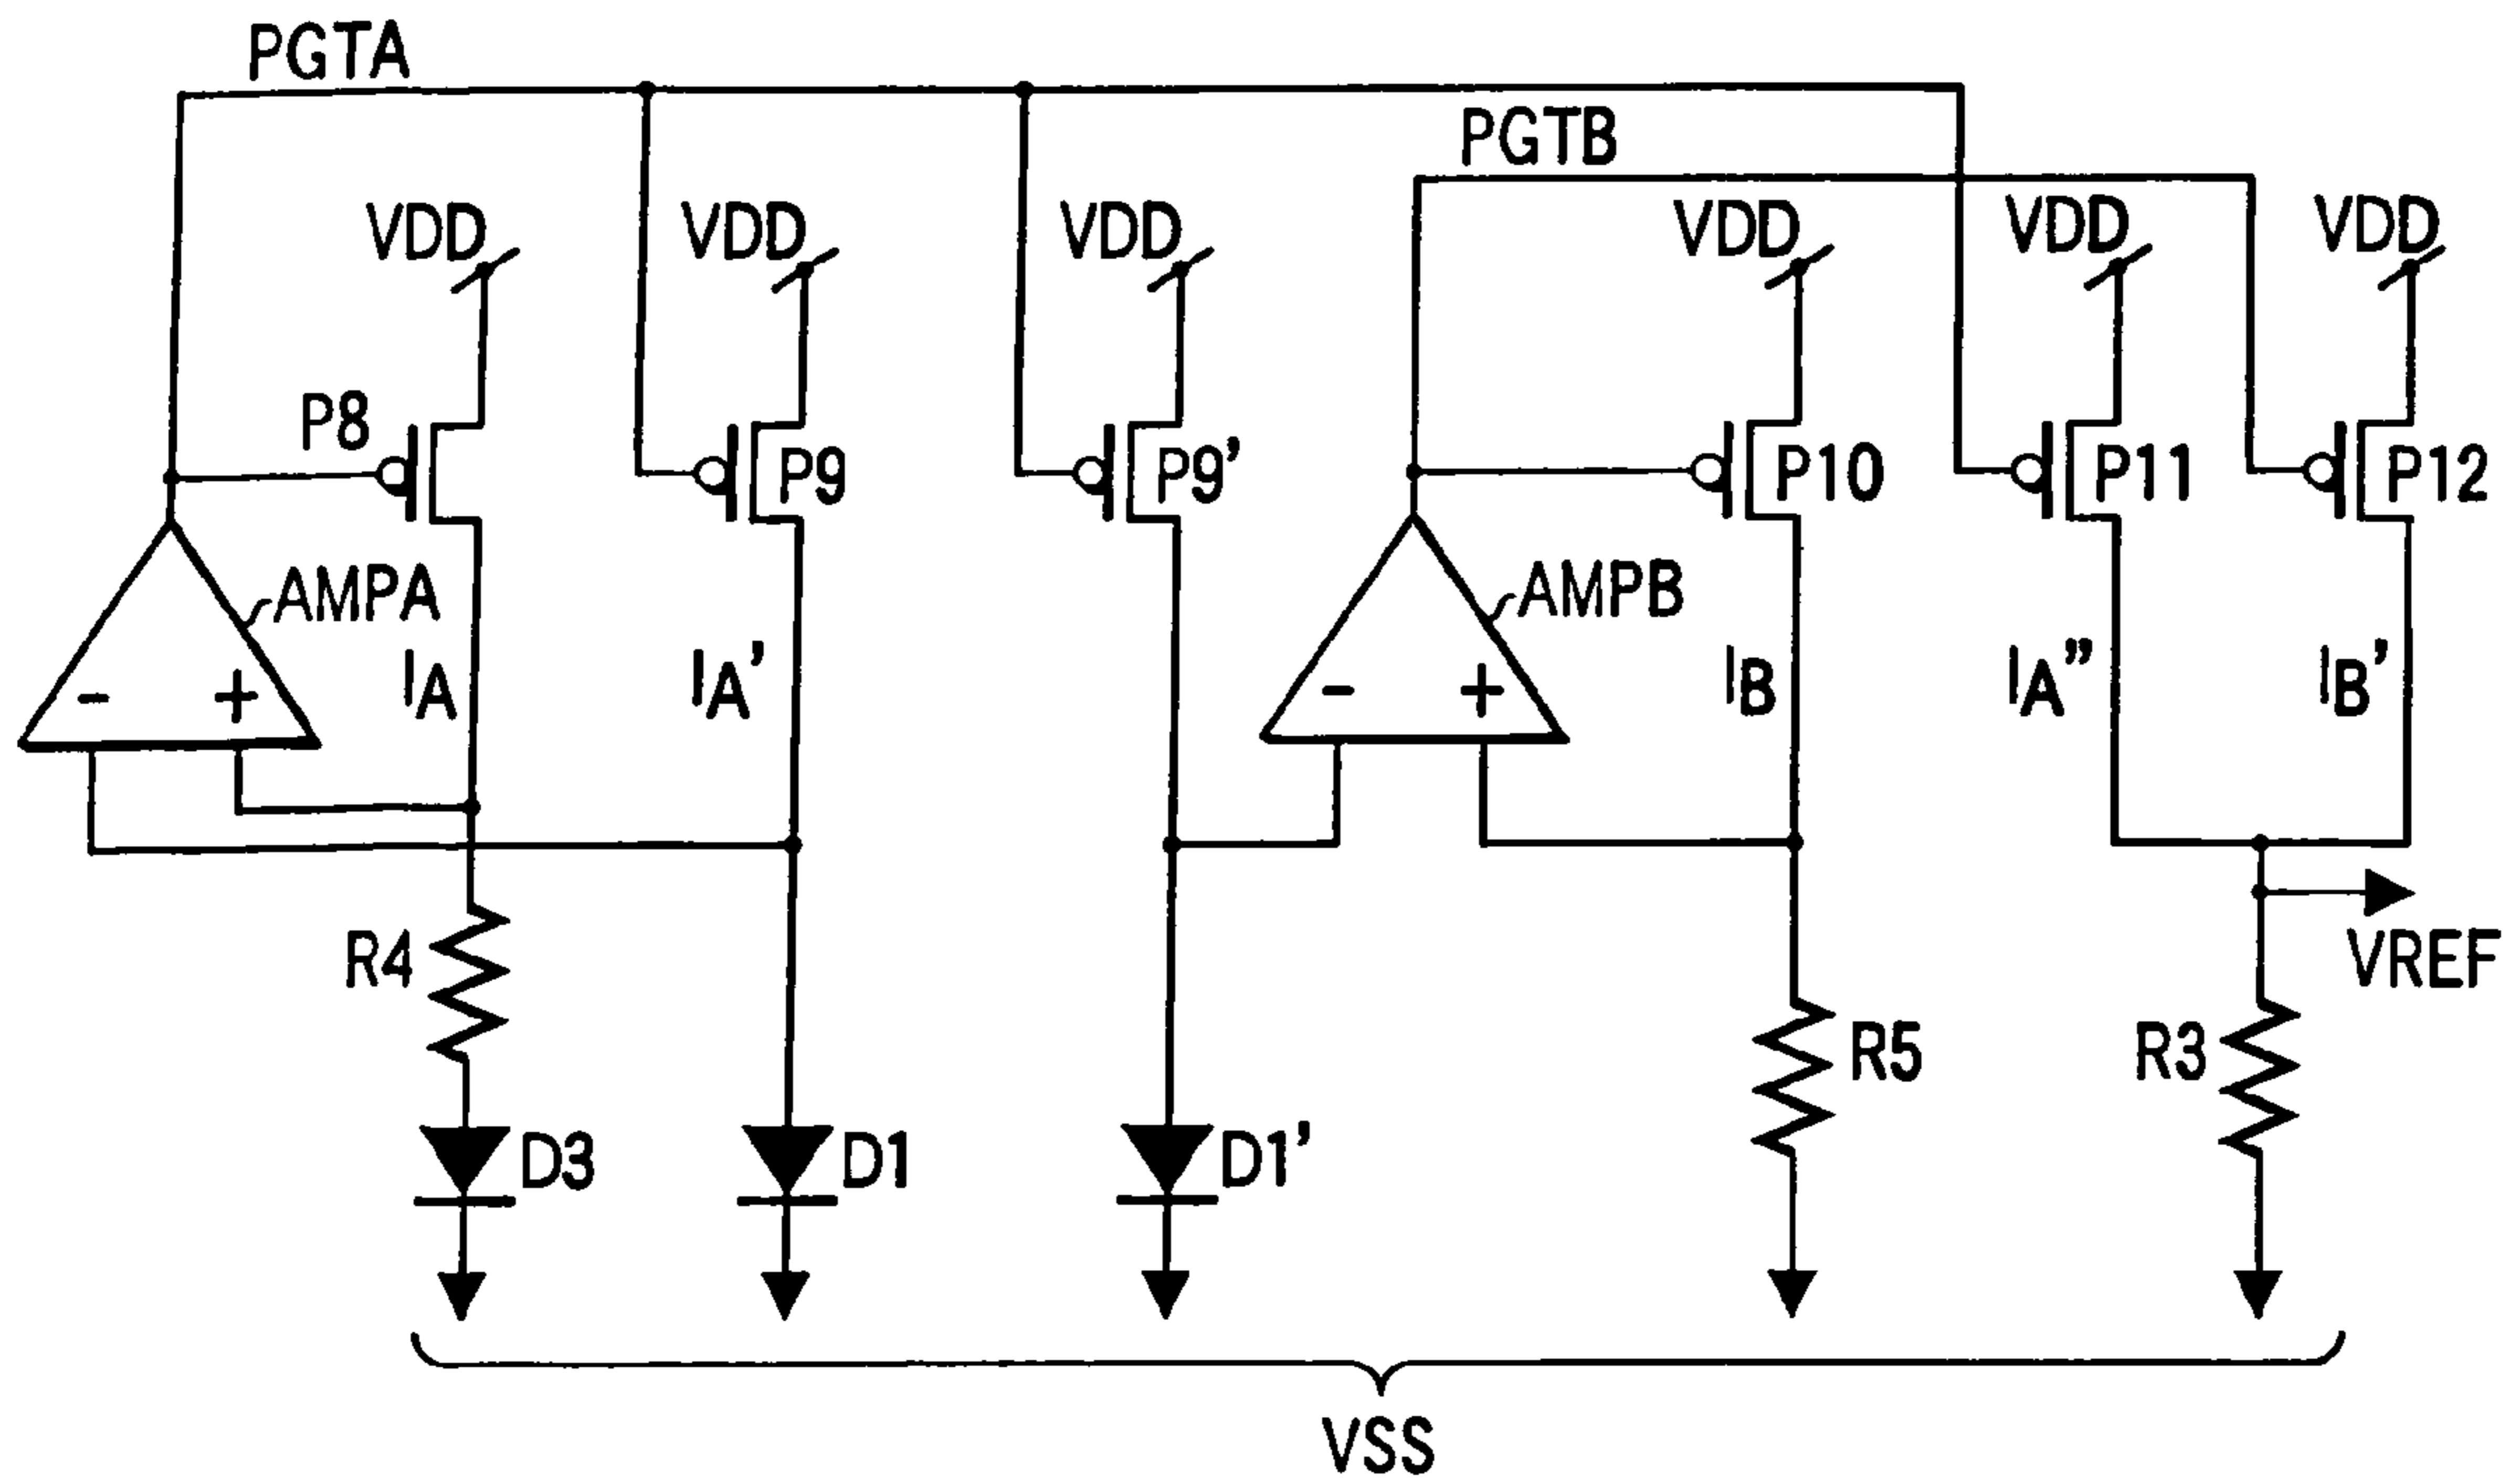 PGTA
PGTB
VDD VDD VDD VDD VDD VDD
P8 P9 P9' P10 P11 P12
AMPA AMPB
- + - +
IA IA' IB IA" IB'
VREF
R4 R5 R3
D3 D1 D1'
VSS